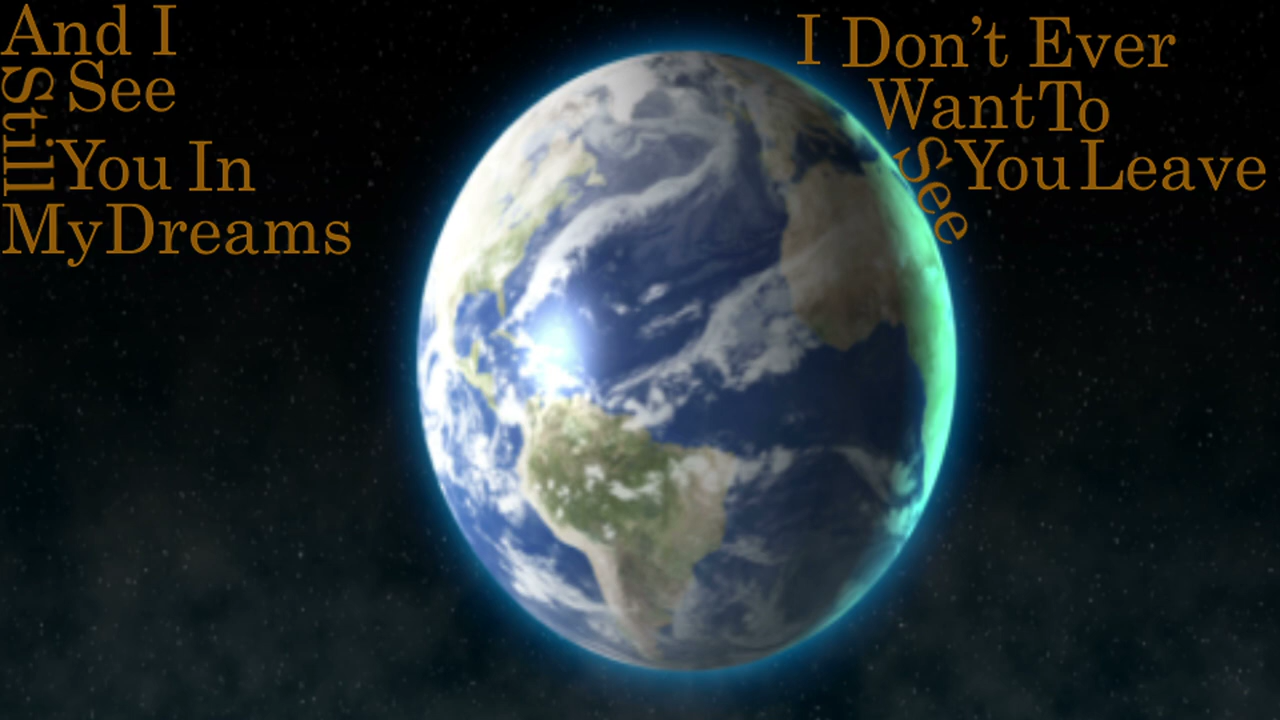 And I
Still See
You In
My Dreams
I Don’t Ever
Want To
See You Leave